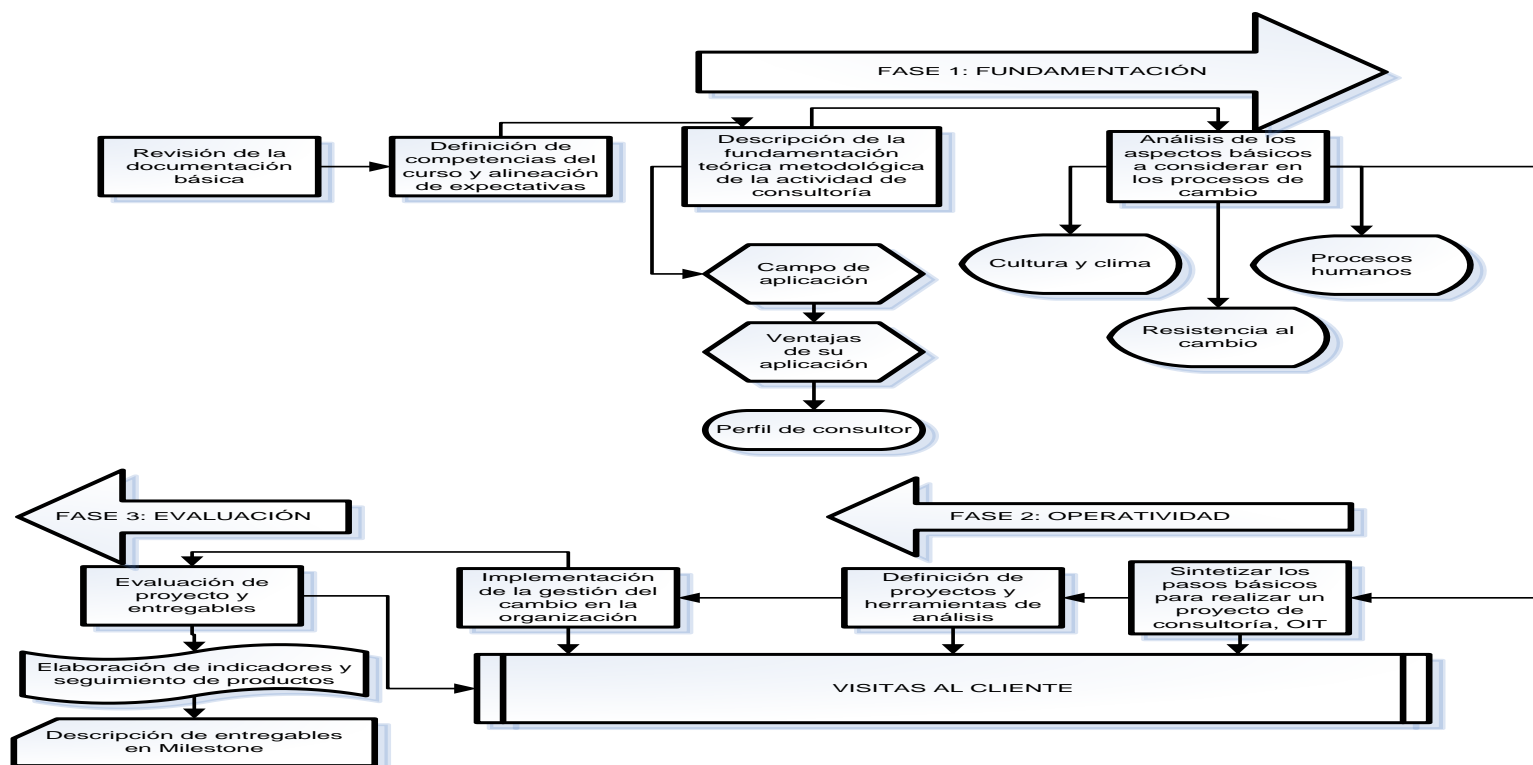 FASE 1: FUNDAMENTACIÓN
Revisión de la
documentación
básica
Definición de
competencias del
curso y alineación
de expectativas
Descripción de la
fundamentación
teórica metodológica
de la actividad de
consultoría
Análisis de los
aspectos básicos
a considerar en
los procesos de
cambio
Campo de
aplicación
Ventajas
de su
aplicación
Perfil de consultor
Cultura y clima
Resistencia al
cambio
Procesos
humanos
FASE 2: OPERATIVIDAD
Sintetizar los
pasos básicos
para realizar un
proyecto de
consultoría, OIT
Definición de
proyectos y
herramientas de
análisis
Implementación
de la gestión del
cambio en la
organización
VISITAS AL CLIENTE
FASE 3: EVALUACIÓN
Evaluación de
proyecto y
entregables
Elaboración de indicadores y
seguimiento de productos
Descripción de entregables
en Milestone